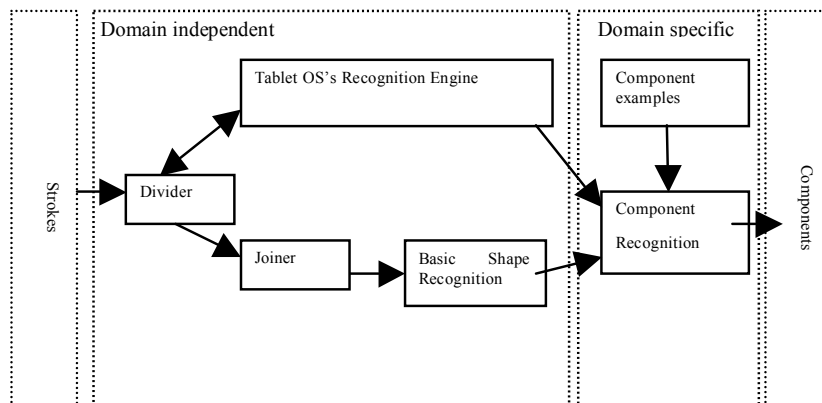 Domain independent
Domain specific
Tablet OS's Recognition Engine
Component
examples
Strokes
Divider
Component
Recognition
Components
Joiner
Basic Shape
Recognition